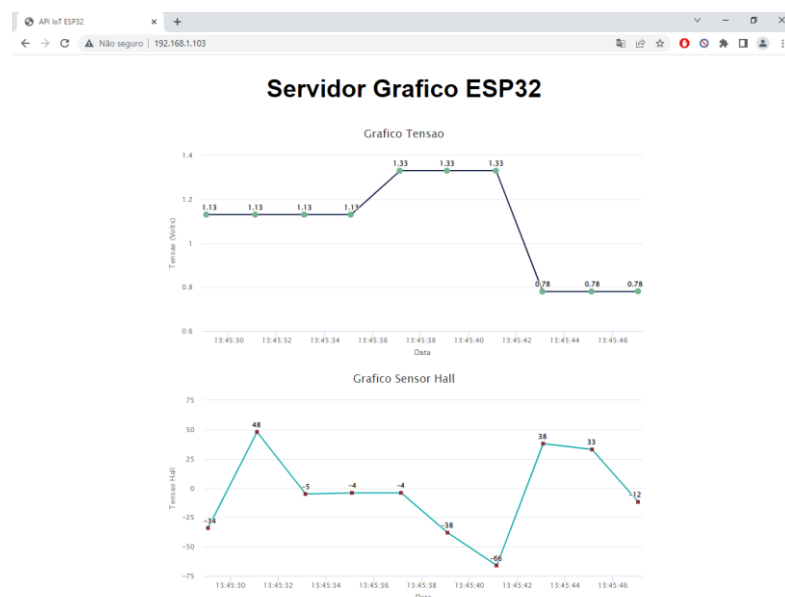 API IoT ESP32
Não seguro | 192.168.1.103
Servidor Grafico ESP32
Grafico Tensao
1.4
1.2
1
0.8
0.6
Tensao (Volts)
1.13 1.13 1.13 1.13 1.33 1.33 1.33 0.78 0.78 0.78
13:45:30 13:45:32 13:45:34 13:45:36 13:45:38 13:45:40 13:45:42 13:45:44 13:45:46
Data
Grafico Sensor Hall
75
50
25
0
-25
-50
-75
Tensao Hall
-34 48 -5 -4 -4 -38 -66 38 33 -12
13:45:30 13:45:32 13:45:34 13:45:36 13:45:38 13:45:40 13:45:42 13:45:44 13:45:46
Data